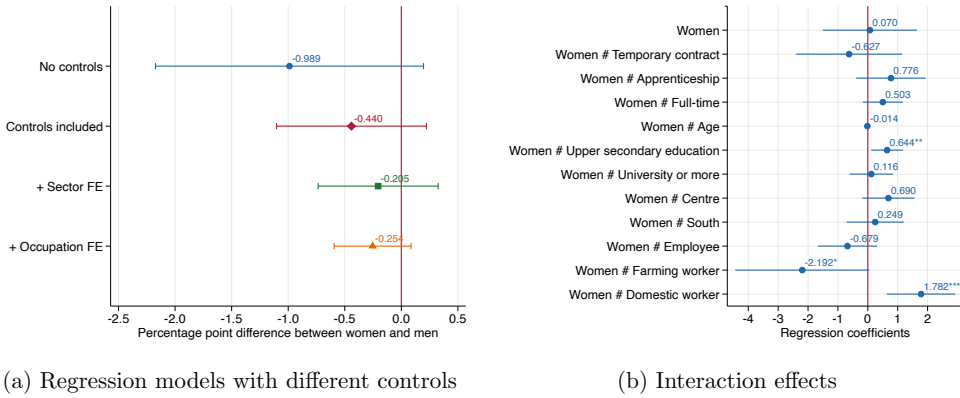 No controls
-0.989
Controls included
-0.440
+ Sector FE
-0.205
+ Occupation FE
-0.254
-2.5 -2.0 -1.5 -1.0 -0.5 0.0 0.5
Percentage point difference between women and men
(a) Regression models with different controls
Women 0.070
Women # Temporary contract -0.627
Women # Apprenticeship 0.776
Women # Full-time 0.503
Women # Age -0.014
Women # Upper secondary education 0.644**
Women # University or more 0.116
Women # Centre 0.690
Women # South 0.249
Women # Employee -0.679
Women # Farming worker -2.192*
Women # Domestic worker 1.782***
-4 -3 -2 -1 0 1 2
Regression coefficients
(b) Interaction effects